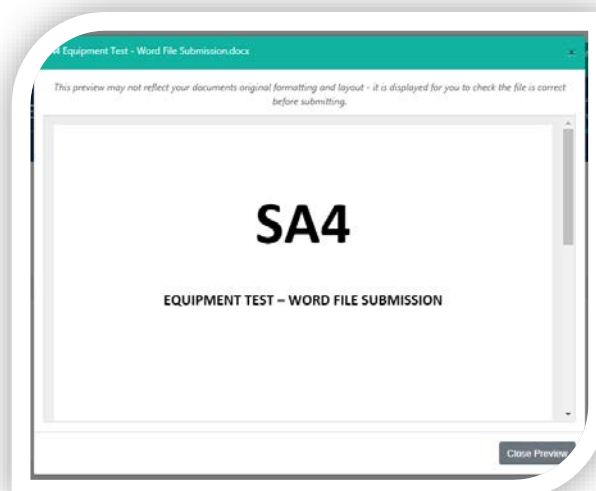 4 Equipment Test - Word File Submission.docx
This preview may not reflect your documents original formatting and layout - it is displayed for you to check the file is correct
before submitting.
SA4
EQUIPMENT TEST – WORD FILE SUBMISSION
Close Preview